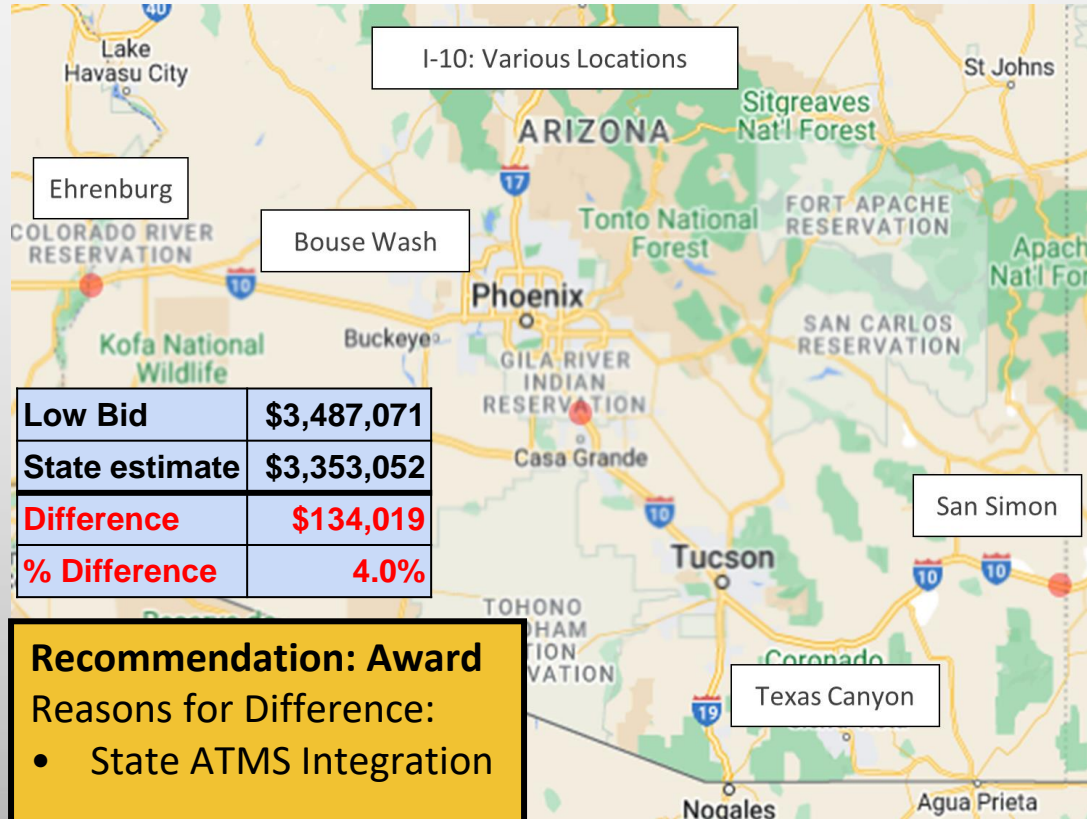 40
Lake
Havasu City
I-10: Various Locations
St Johns
Sitgreaves
Nat'l Forest
ARIZONA
17
Ehrenburg
COLORADO RIVER
RESERVATION
Bouse Wash
10
Tonto National
Forest
FORT APACHE
RESERVATION
Apach
Nat'l For
Phoenix
Kofa National
Wildlife
Buckeye
SAN CARLOS
RESERVATION
GILA RIVER
INDIAN
RESERVATION
Casa Grande
Low Bid $3,487,071
State estimate $3,353,052
Difference $134,019
% Difference 4.0%
San Simon
10
Tucson
10
10
TOHONO
DHAM
TION
VATION
Coronado
Texas Canyon
19
Recommendation: Award
Reasons for Difference:
• State ATMS Integration
Nogales
Agua Prieta